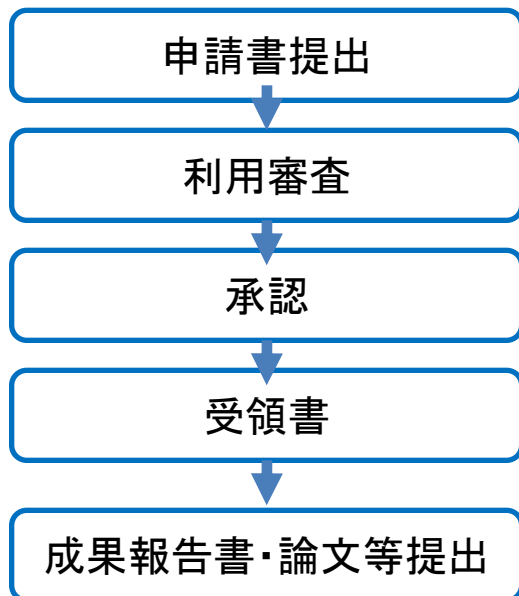 申請書提出
利用審査
承認
受領書
成果報告書・論文等提出